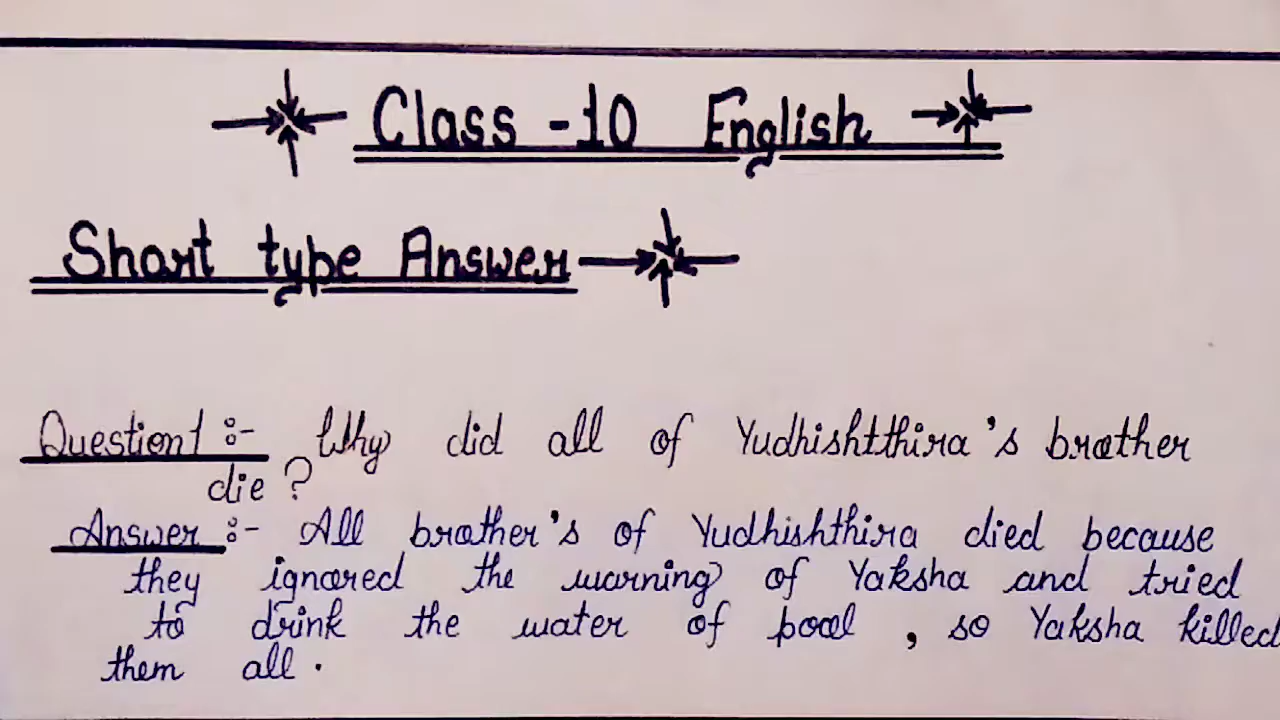 Class -10 English
Short type Answer
Question1 :- Why did all of Yudhishtthira's brother
die ?
Answer :- All brother's of Yudhishthira died because
they ignored the warning of Yaksha and tried
to drink the water of pool , so Yaksha killed
them all .